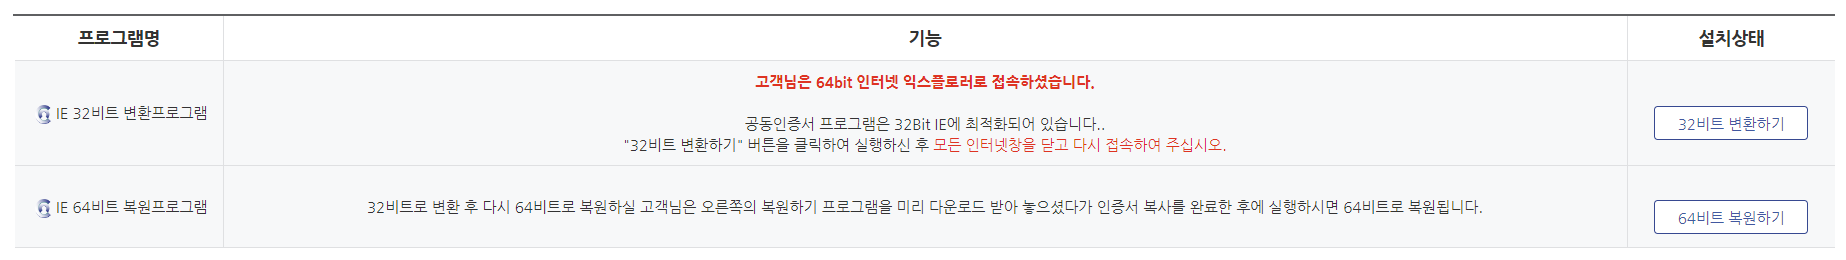 프로그램명 기능 설치상태
고객님은 64bit 인터넷 익스플로러로 접속하셨습니다.
IE 32비트 변환프로그램
공동인증서 프로그램은 32Bit IE에 최적화되어 있습니다..
32비트 변환하기
"32비트 변환하기" 버튼을 클릭하여 실행하신 후 모든 인터넷창을 닫고 다시 접속하여 주십시오.
IE 64비트 복원프로그램 32비트로 변환 후 다시 64비트로 복원하실 고객님은 오른쪽의 복원하기 프로그램을 미리 다운로드 받아 놓으셨다가 인증서 복사를 완료한 후에 실행하시면 64비트로 복원됩니다.
64비트 복원하기